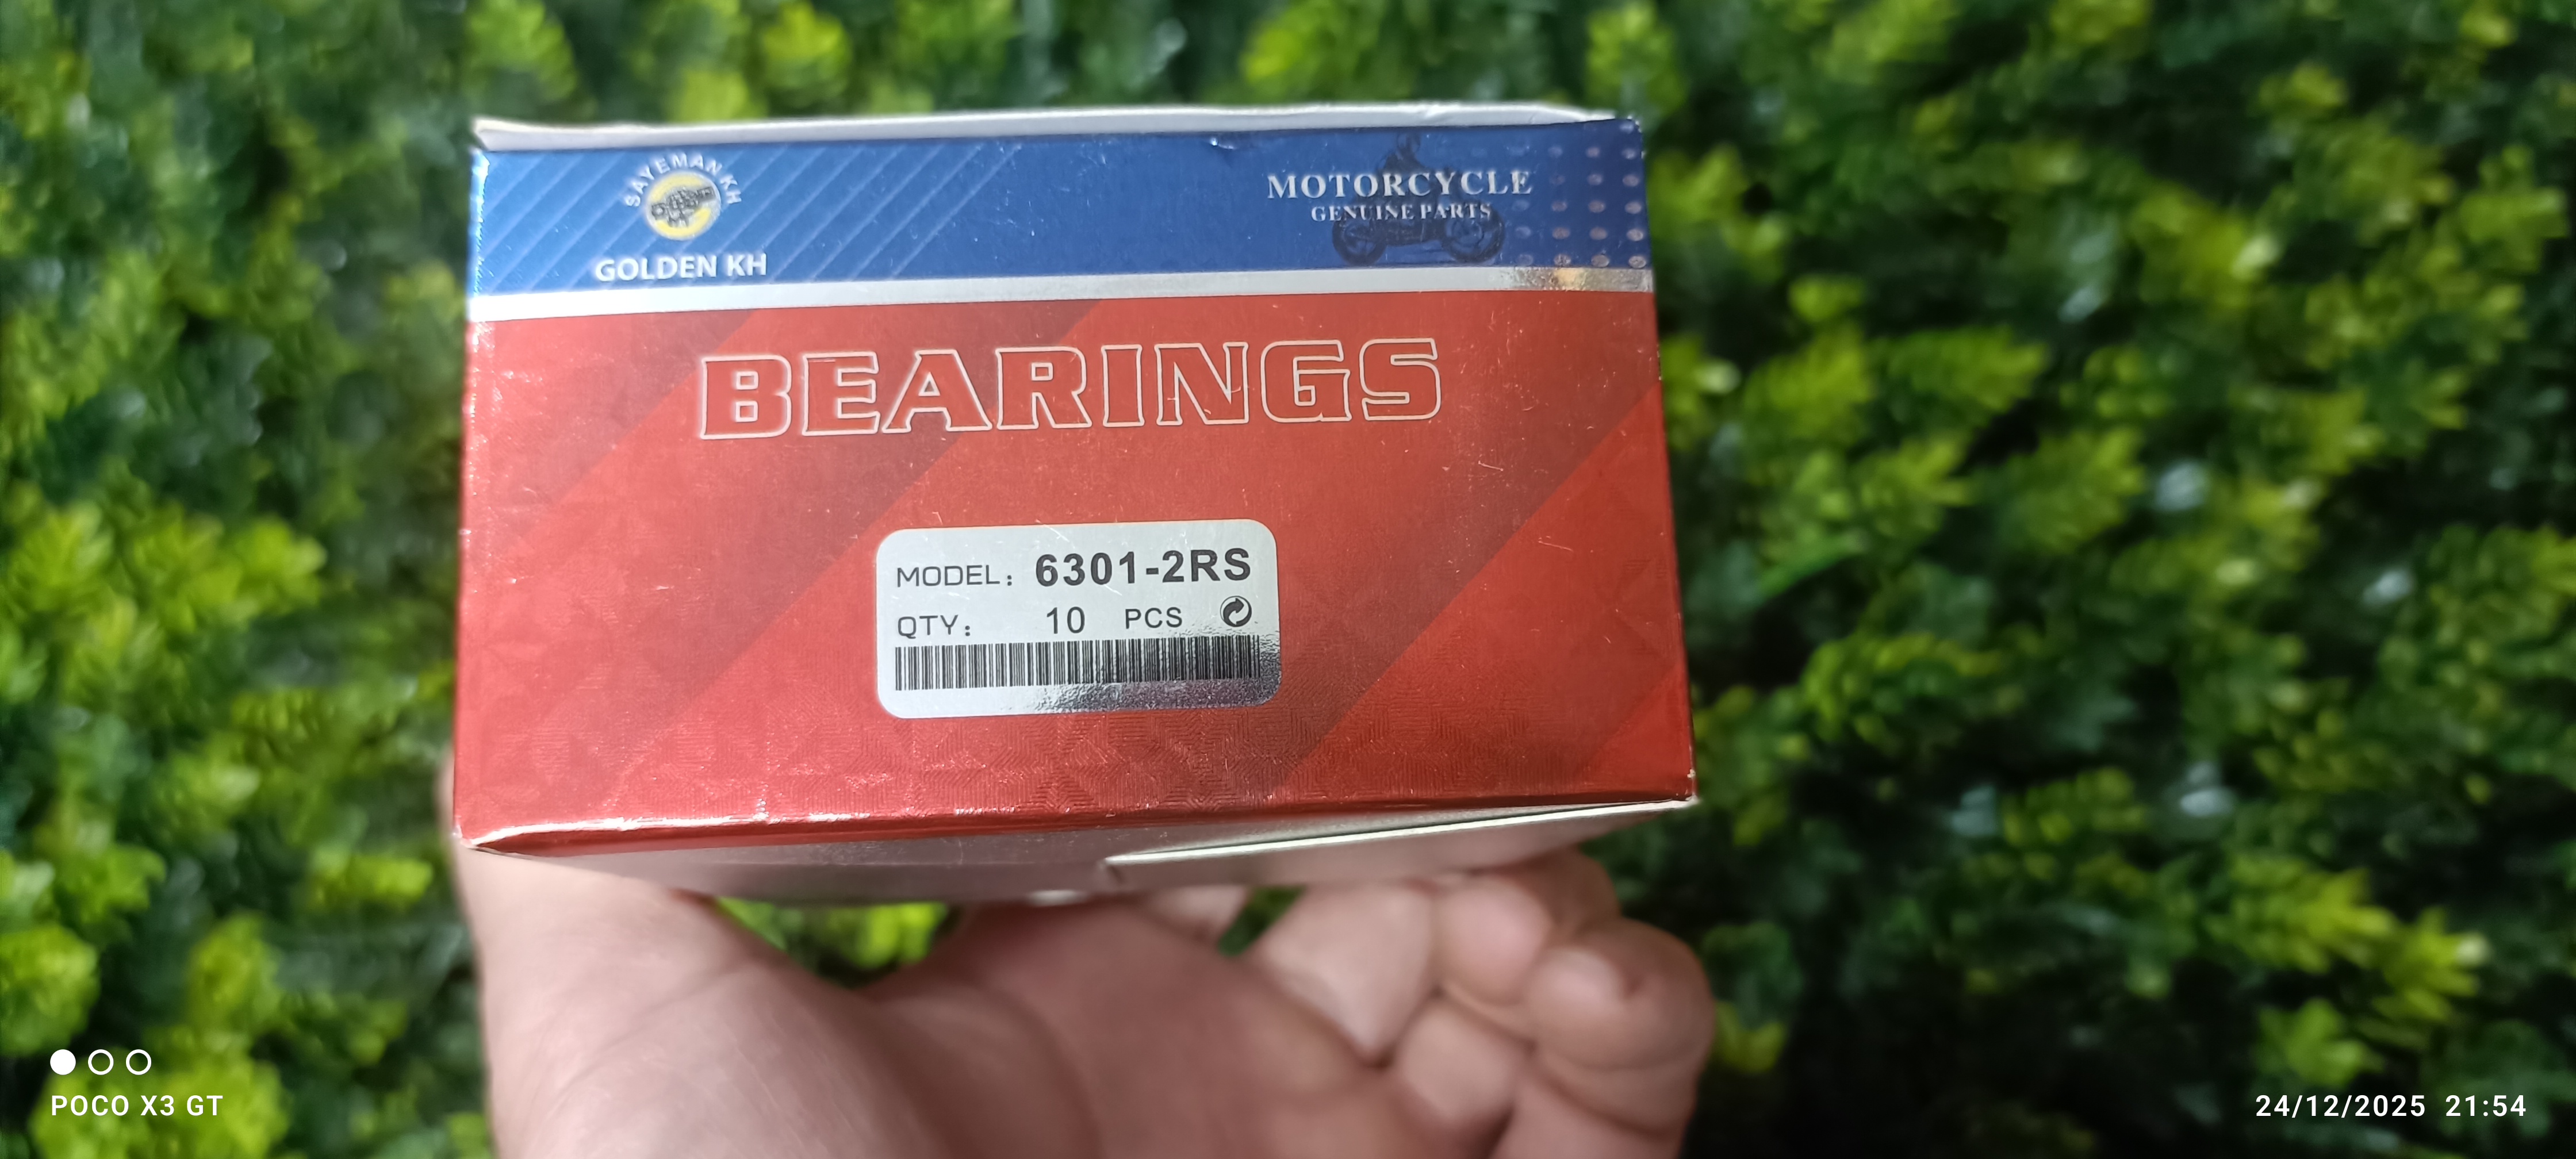 SAYEMAN KH
GOLDEN KH
MOTORCYCLE
GENUINE PARTS
BEARINGS
MODEL: 6301-2RS
QTY: 10 PCS
POCO X3 GT
24/12/2025 21:54